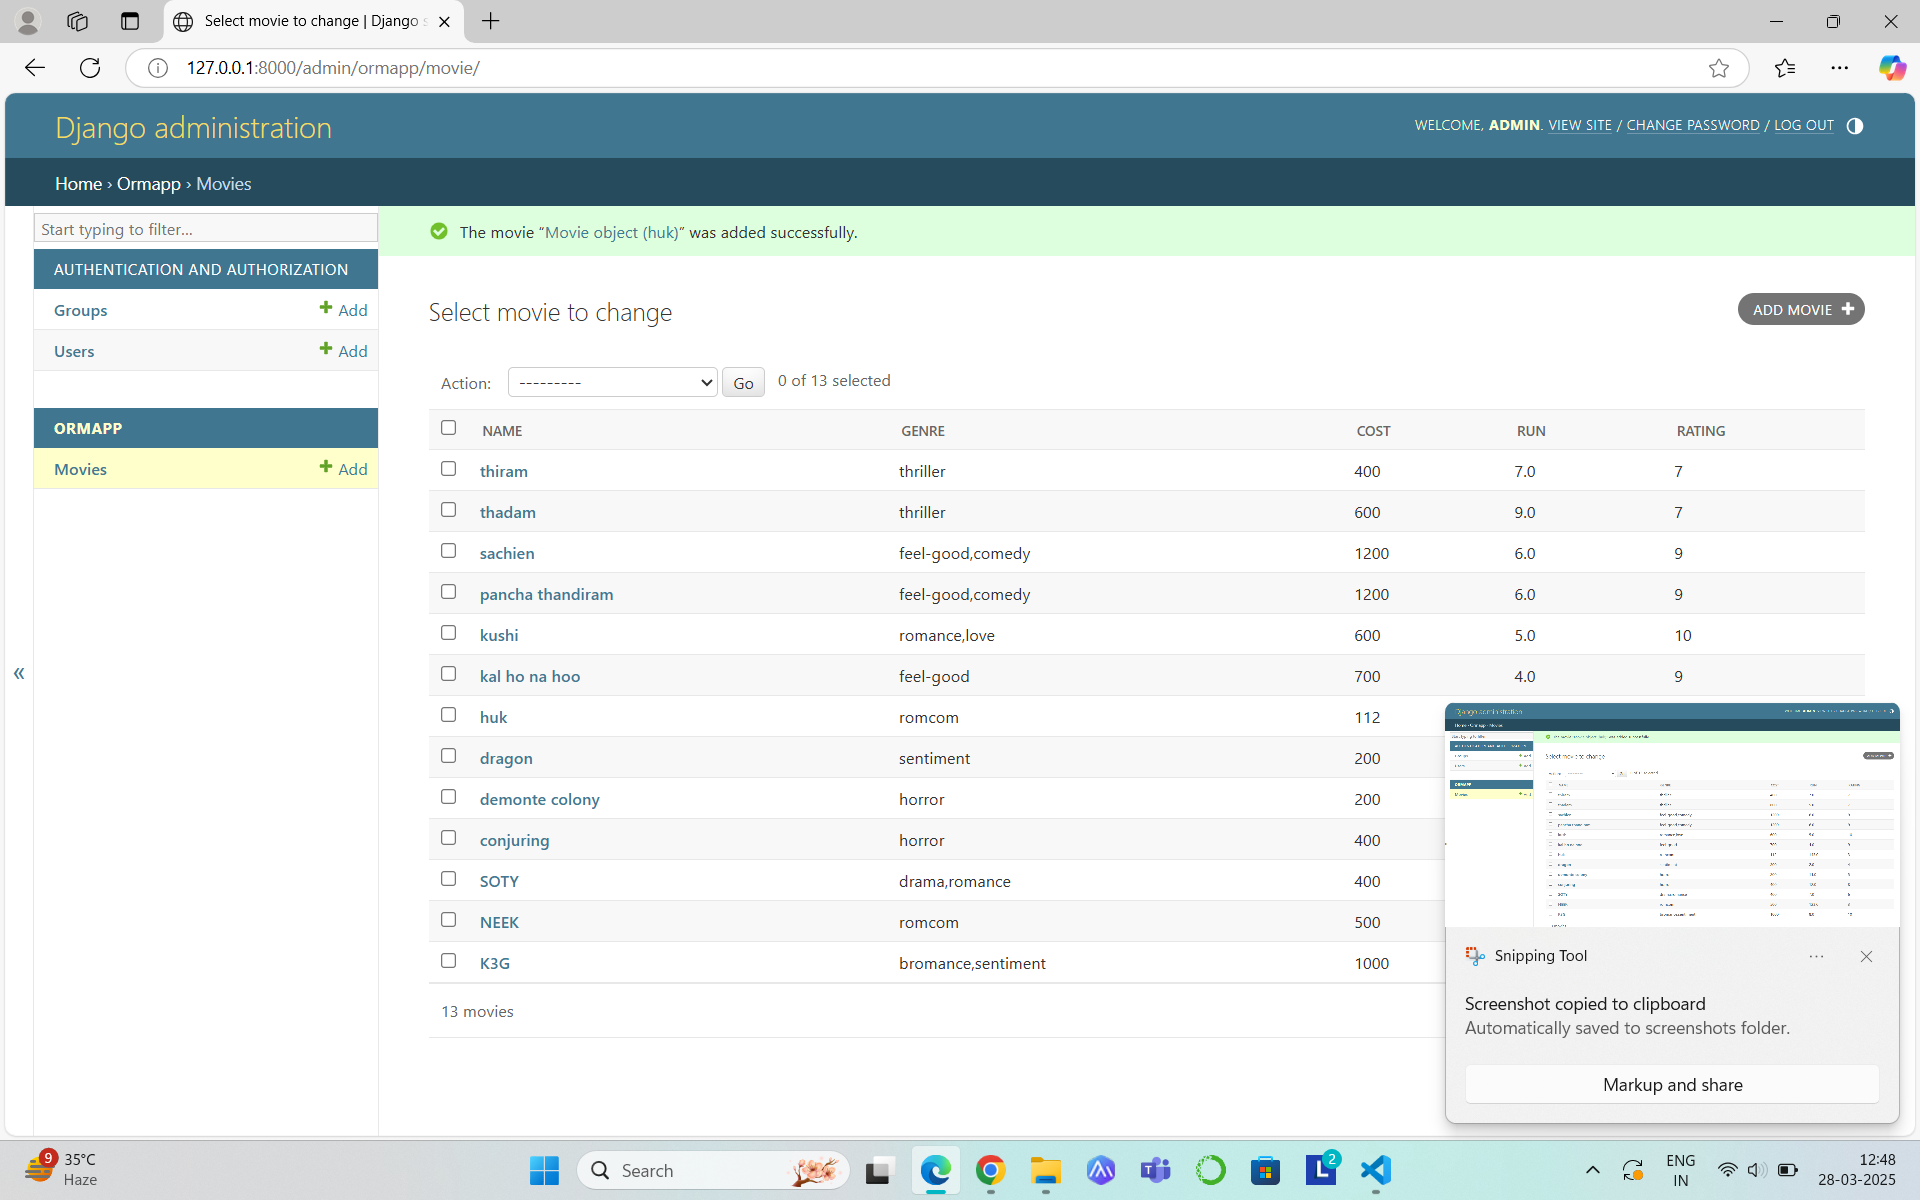 Select movie to change | Django s
127.0.0.1:8000/admin/ormapp/movie/
Django administration
WELCOME, ADMIN. VIEW SITE / CHANGE PASSWORD / LOG OUT
Home › Ormapp › Movies
Start typing to filter...
AUTHENTICATION AND AUTHORIZATION
Groups + Add
Users + Add
ORMAPP
Movies + Add
«
The movie “Movie object (huk)” was added successfully.
Select movie to change
ADD MOVIE +
Action: --------- Go 0 of 13 selected
NAME GENRE COST RUN RATING
thiram thriller 400 7.0 7
thadam thriller 600 9.0 7
sachien feel-good,comedy 1200 6.0 9
pancha thandiram feel-good,comedy 1200 6.0 9
kushi romance,love 600 5.0 10
kal ho na hoo feel-good 700 4.0 9
huk romcom 112
dragon sentiment 200
demonte colony horror 200
conjuring horror 400
SOTY drama,romance 400
NEEK romcom 500
K3G bromance,sentiment 1000
13 movies
Snipping Tool
Screenshot copied to clipboard
Automatically saved to screenshots folder.
Markup and share
9
35°C
Haze
Search
2
ENG
IN
12:48
28-03-2025